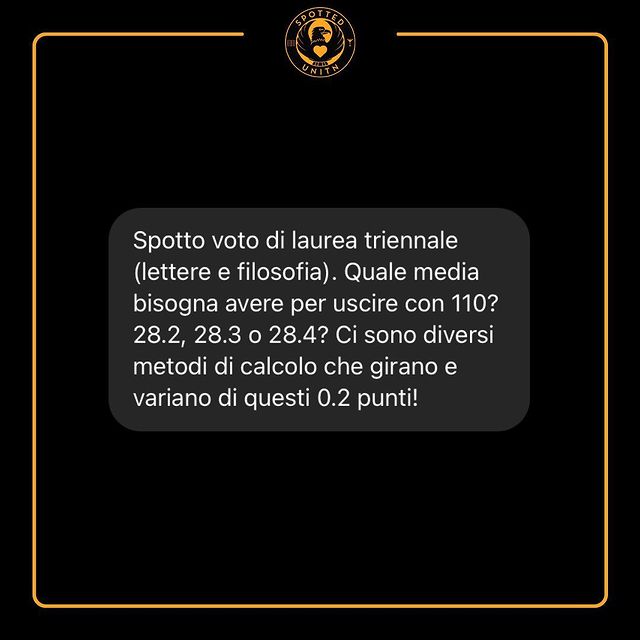 SPOTTED
UNITN
Spotto voto di laurea triennale
(lettere e filosofia). Quale media
bisogna avere per uscire con 110?
28.2, 28.3 o 28.4? Ci sono diversi
metodi di calcolo che girano e
variano di questi 0.2 punti!